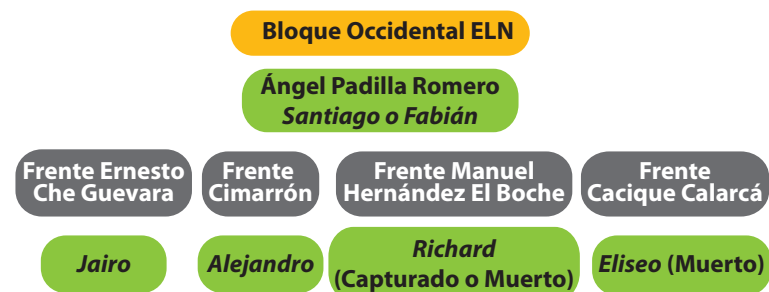 Bloque Occidental ELN
Ángel Padilla Romero
Santiago o Fabián
Frente Ernesto
Che Guevara
Frente
Cimarrón
Frente Manuel
Hernández El Boche
Frente
Cacique Calarcá
Jairo
Alejandro
Richard
(Capturado o Muerto)
Eliseo (Muerto)